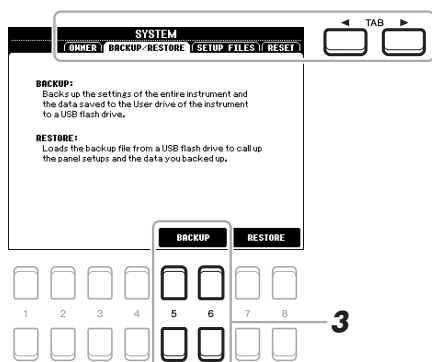 SYSTEM
◀ TAB ▶
OWNER BACKUP/RESTORE SETUP FILES RESET
BACKUP:
Backs up the settings of the entire instrument and
the data saved to the User drive of the instrument
to a USB flash drive.
RESTORE:
Loads the backup file from a USB flash drive to call up
the panel setups and the data you backed up.
BACKUP RESTORE
1 2 3 4 5 6 7 8
3